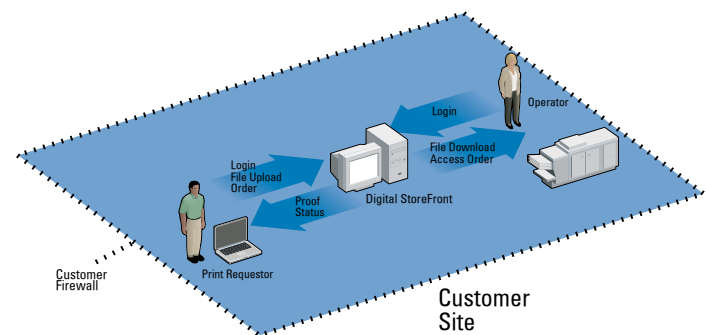 Operator
Login
File Download
Access Order
Login
File Upload
Order
Digital StoreFront
Proof
Status
Print Requestor
Customer
Firewall
Customer
Site